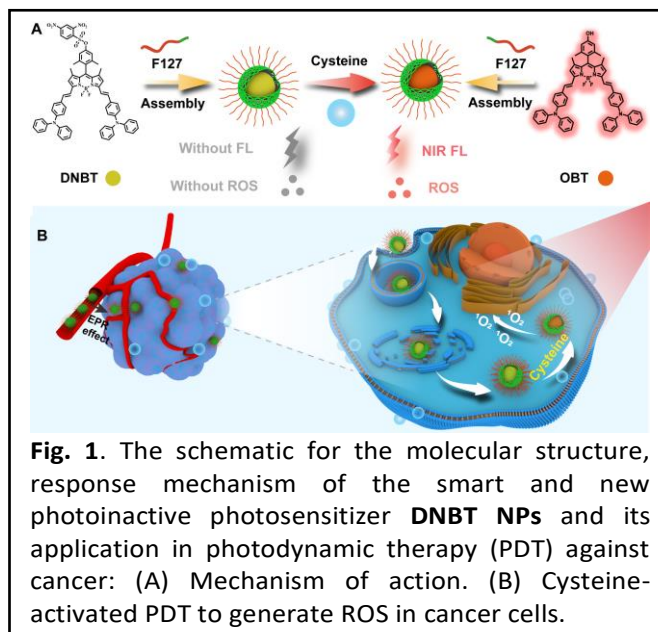 A
NO₂
O₂N
OH
F127
Cysteine
F127
Assembly
Assembly
Without FL
NIR FL
Without ROS
ROS
DNBT
OBT
B
EPR
effect
¹O₂
¹O₂
¹O₂
Cysteine
Fig. 1. The schematic for the molecular structure,
response mechanism of the smart and new
photoinactive photosensitizer DNBT NPs and its
application in photodynamic therapy (PDT) against
cancer: (A) Mechanism of action. (B) Cysteine-
activated PDT to generate ROS in cancer cells.